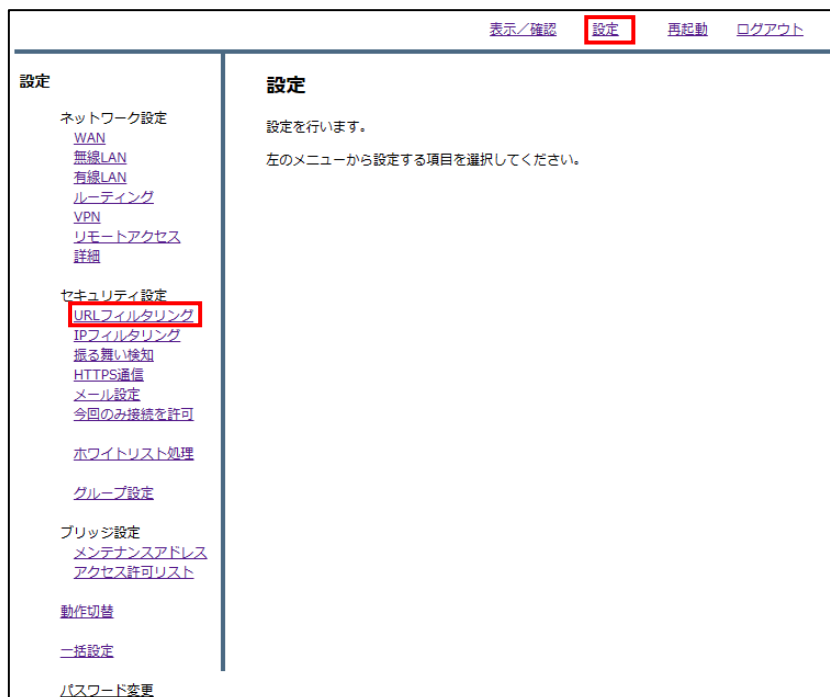 表示／確認 設定 再起動 ログアウト
設定
ネットワーク設定
WAN
無線LAN
有線LAN
ルーティング
VPN
リモートアクセス
詳細
セキュリティ設定
URLフィルタリング
IPフィルタリング
振る舞い検知
HTTPS通信
メール設定
今回のみ接続を許可
ホワイトリスト処理
グループ設定
ブリッジ設定
メンテナンスアドレス
アクセス許可リスト
動作切替
一括設定
パスワード変更
設定
設定を行います。
左のメニューから設定する項目を選択してください。